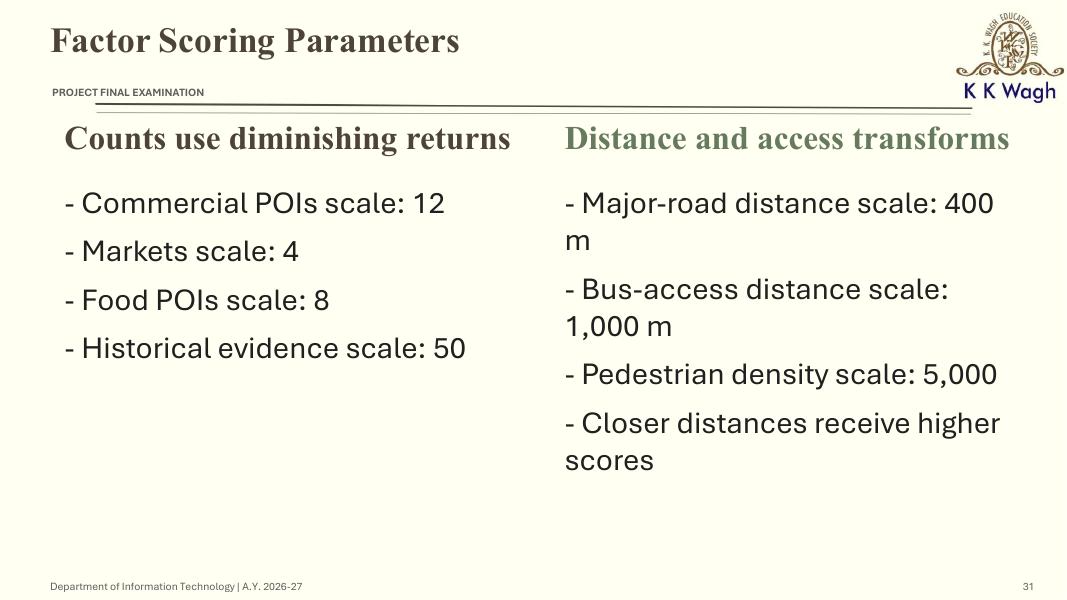 Factor Scoring Parameters
K. K. WAGH EDUCATION SOCIETY
K K Wagh
PROJECT FINAL EXAMINATION
Counts use diminishing returns
- Commercial POIs scale: 12
- Markets scale: 4
- Food POIs scale: 8
- Historical evidence scale: 50
Distance and access transforms
- Major-road distance scale: 400
m
- Bus-access distance scale:
1,000 m
- Pedestrian density scale: 5,000
- Closer distances receive higher
scores
Department of Information Technology | A.Y. 2026-27
31